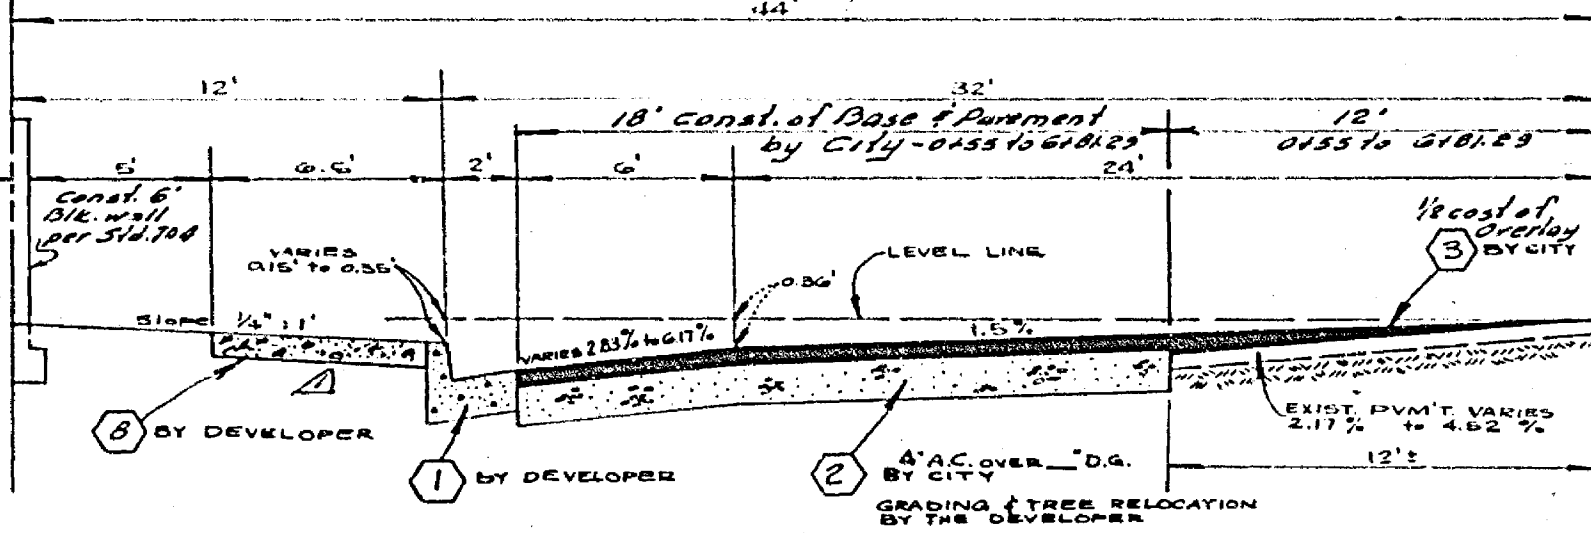 44'
12'
32'
18' Const. of Base & Pavement
by City - 0+55 to 6+81.29
12'
0+55 to 6+81.29
5'
6.5'
2'
6'
24'
Const. 6'
Blk. wall
per Std. 704
VARIES
0.15' to 0.35'
LEVEL LINE
0.36'
1/2 cost of
Overlay
3 BY CITY
Slope 1/4" : 1'
VARIES 2.83% to 6.17%
1.5%
1
8 BY DEVELOPER
1 BY DEVELOPER
2
4" A.C. OVER __" D.G.
BY CITY
GRADING & TREE RELOCATION
BY THE DEVELOPER
EXIST. PVM'T. VARIES
2.17% to 4.52%
12'±